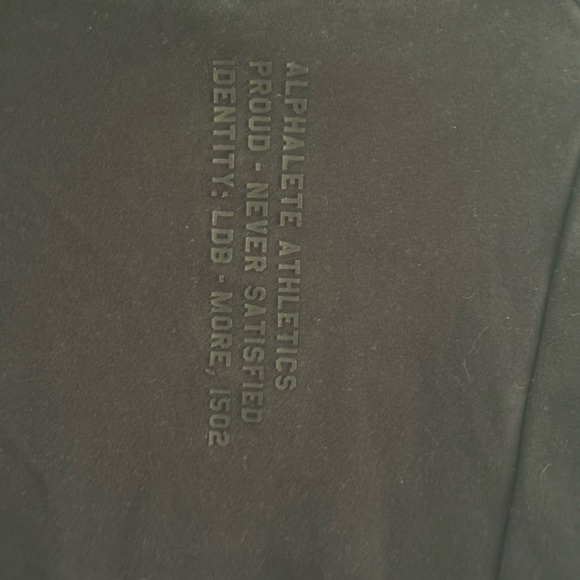 ALPHALETE ATHLETICS
PROUD - NEVER SATISFIED
IDENTITY: LDB - MORE, 1502